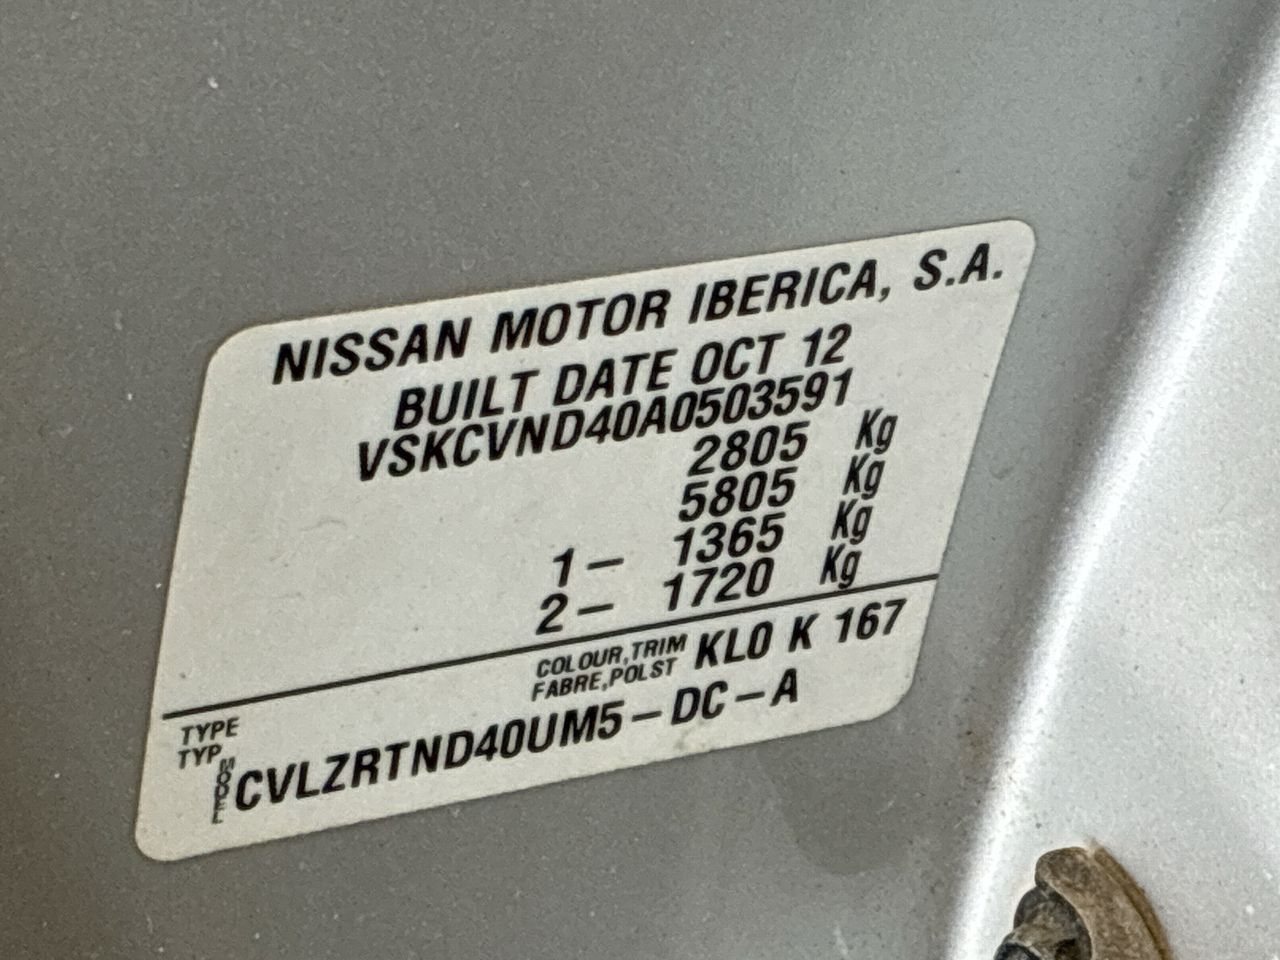 NISSAN MOTOR IBERICA, S.A.
BUILT DATE OCT 12
VSKCVND40A0503591
2805 Kg
5805 Kg
1 - 1365 Kg
2 - 1720 Kg
COLOUR,TRIM
FABRE,POLST
KL0 K 167
TYPE
TYP
MODEL
CVLZRTND40UM5-DC-A